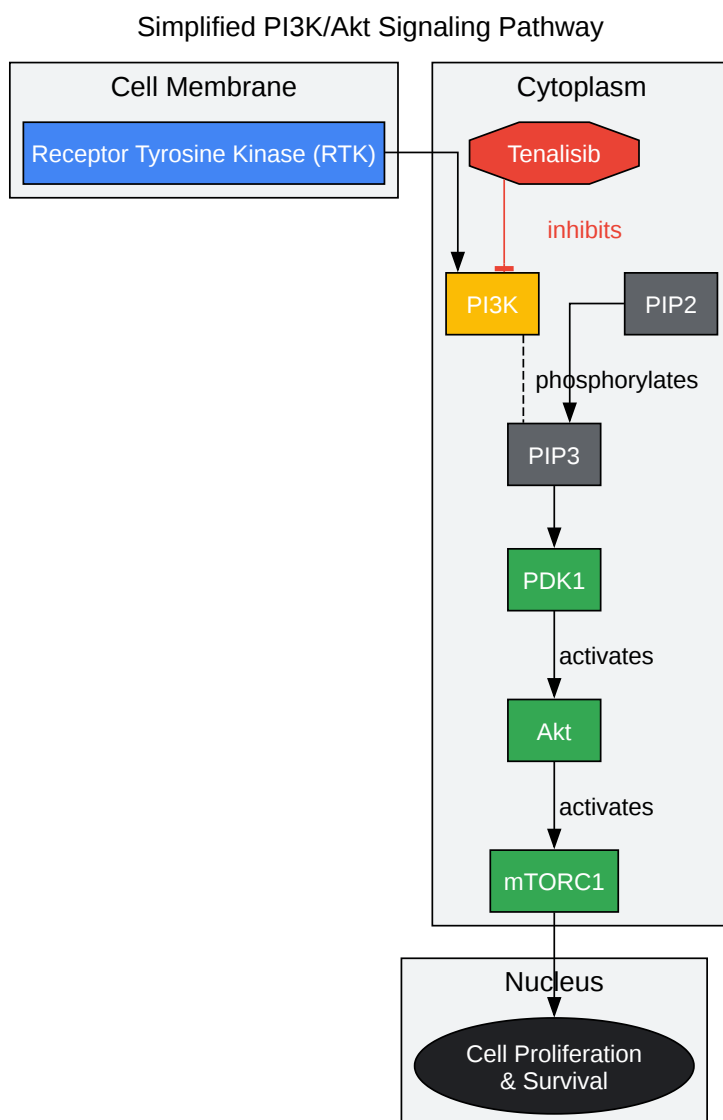 Simplified PI3K/Akt Signaling Pathway
Cell Membrane
Receptor Tyrosine Kinase (RTK)
Cytoplasm
Tenalisib
inhibits
PI3K
PIP2
phosphorylates
PIP3
PDK1
activates
Akt
activates
mTORC1
Nucleus
Cell Proliferation
& Survival